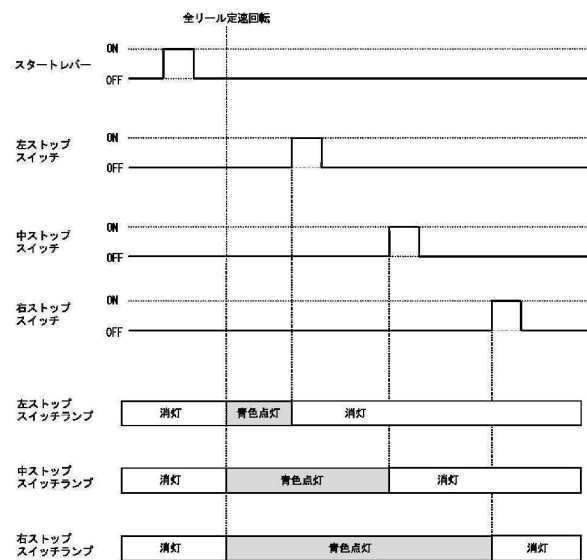 全リール定速回転
ON
スタートレバー
OFF
ON
左ストップ
スイッチ
OFF
ON
中ストップ
スイッチ
OFF
ON
右ストップ
スイッチ
OFF
左ストップ
スイッチランプ
消灯 青色点灯 消灯
中ストップ
スイッチランプ
消灯 青色点灯 消灯
右ストップ
スイッチランプ
消灯 青色点灯 消灯